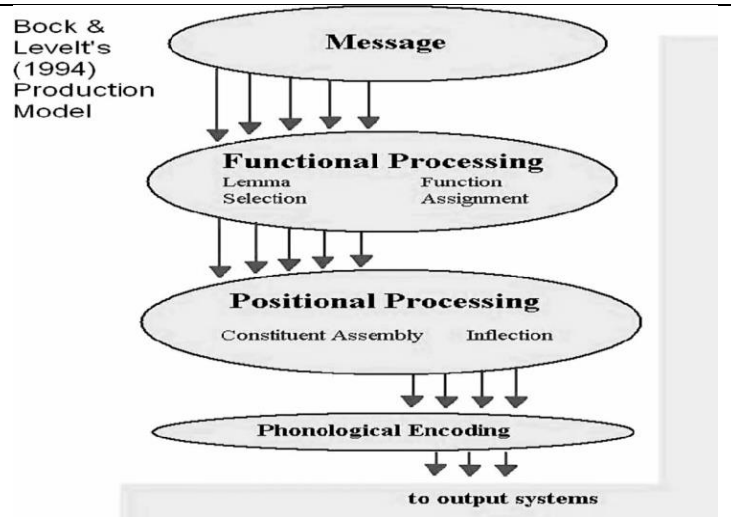 Bock &
Levelt's
(1994)
Production
Model
Message
Functional Processing
Lemma Function
Selection Assignment
Positional Processing
Constituent Assembly Inflection
Phonological Encoding
to output systems